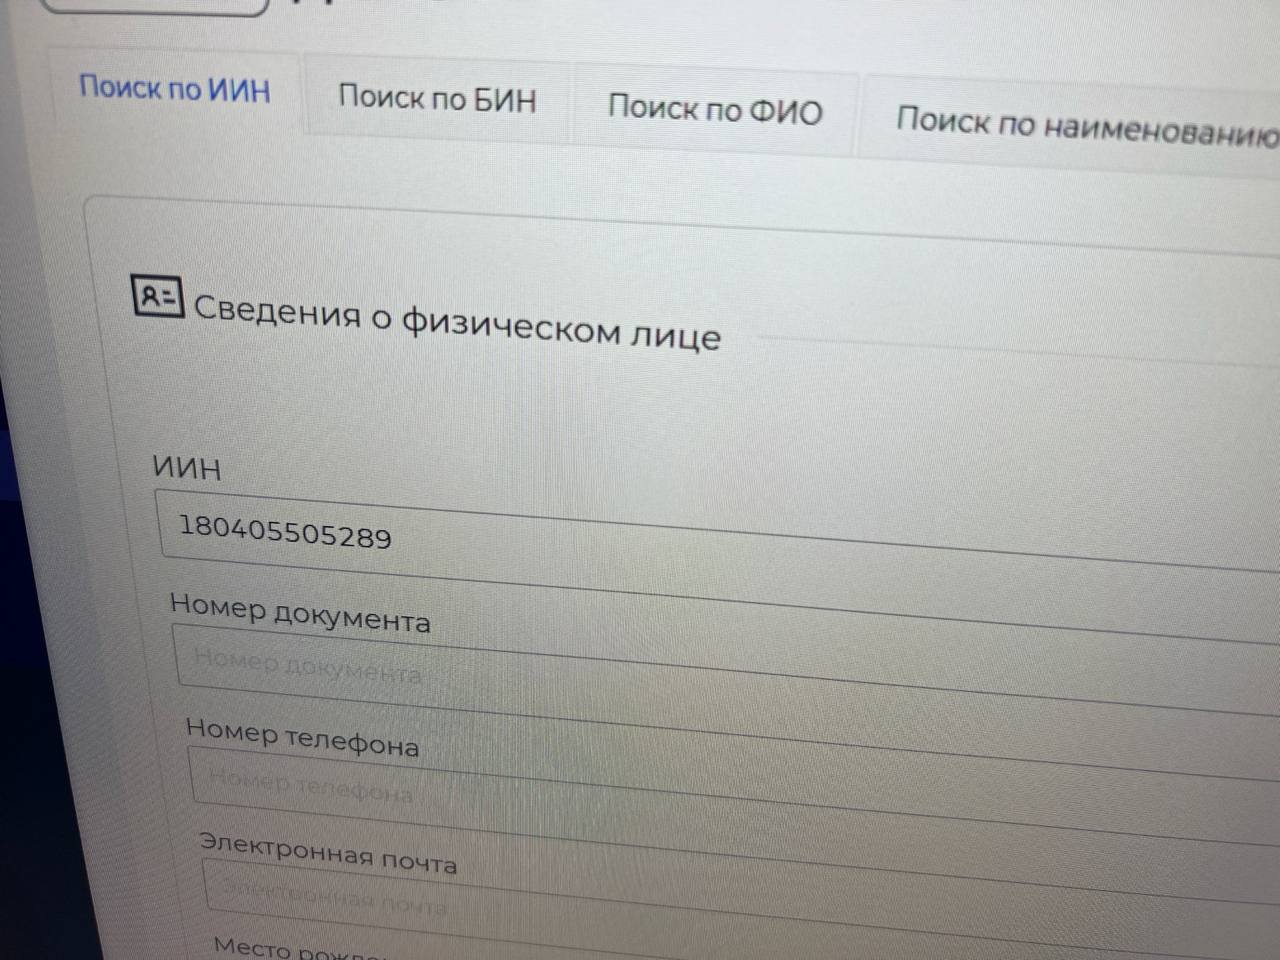 Поиск по ИИН Поиск по БИН Поиск по ФИО Поиск по наименованию
Сведения о физическом лице
ИИН
180405505289
Номер документа
Номер документа
Номер телефона
Номер телефона
Электронная почта
Электронная почта
Место